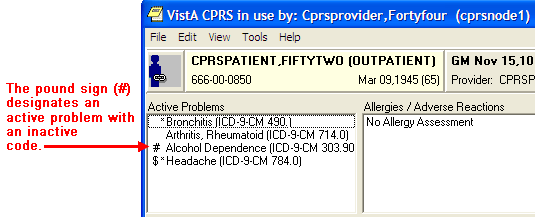 VistA CPRS in use by: Cprsprovider,Fortyfour (cprsnode1)
File Edit View Tools Help
CPRSPATIENT,FIFTYTWO (OUTPATIENT) GM Nov 15,10
666-00-0850 Mar 09,1945 (65) Provider: CPRSP
The pound sign (#)
designates an
active problem with
an inactive
code.
Active Problems Allergies / Adverse Reactions
* Bronchitis (ICD-9-CM 490.) No Allergy Assessment
Arthritis, Rheumatoid (ICD-9-CM 714.0)
# Alcohol Dependence (ICD-9-CM 303.90
$ * Headache (ICD-9-CM 784.0)